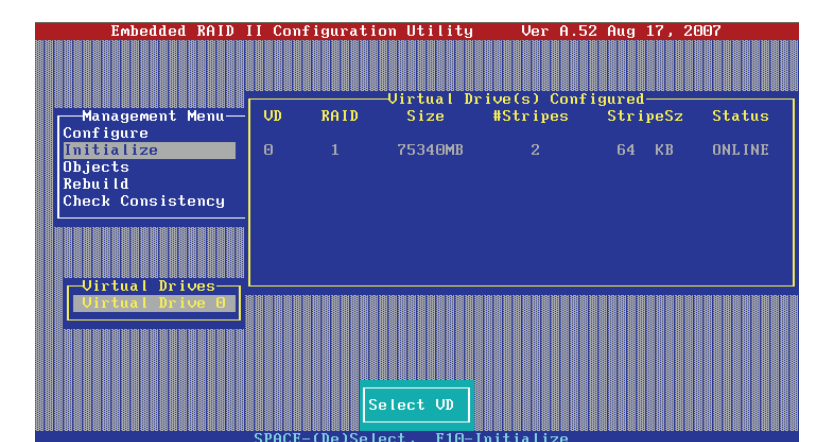 Embedded RAID II Configuration Utility Ver A.52 Aug 17, 2007
Virtual Drive(s) Configured
Management Menu
Configure
Initialize
Objects
Rebuild
Check Consistency
VD RAID Size #Stripes StripeSz Status
0 1 75340MB 2 64 KB ONLINE
Virtual Drives
Virtual Drive 0
Select VD
SPACE-(De)Select, F10-Initialize